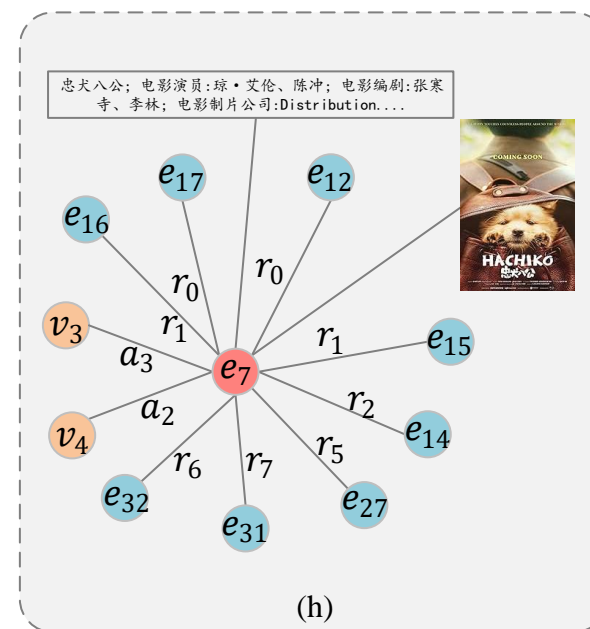 忠犬八公；电影演员:琼·艾伦、陈冲；电影编剧:张寒
寺、李林；电影制片公司:Distribution....
COMING SOON
HACHIKO
忠犬八公
e17
e12
e16
r0
r0
r1
v3
a3
r1
e15
e7
r2
a2
e14
v4
r6
r7
r5
e32
e27
e31
(h)